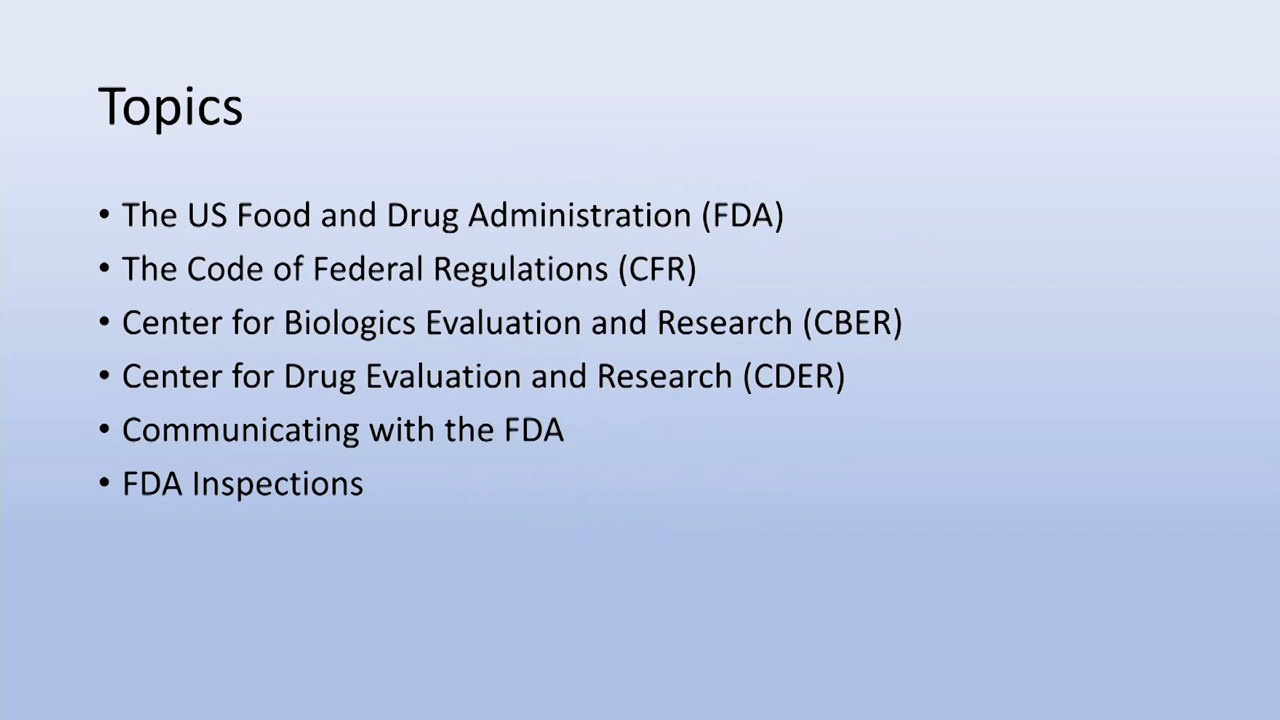 Topics
• The US Food and Drug Administration (FDA)
• The Code of Federal Regulations (CFR)
• Center for Biologics Evaluation and Research (CBER)
• Center for Drug Evaluation and Research (CDER)
• Communicating with the FDA
• FDA Inspections